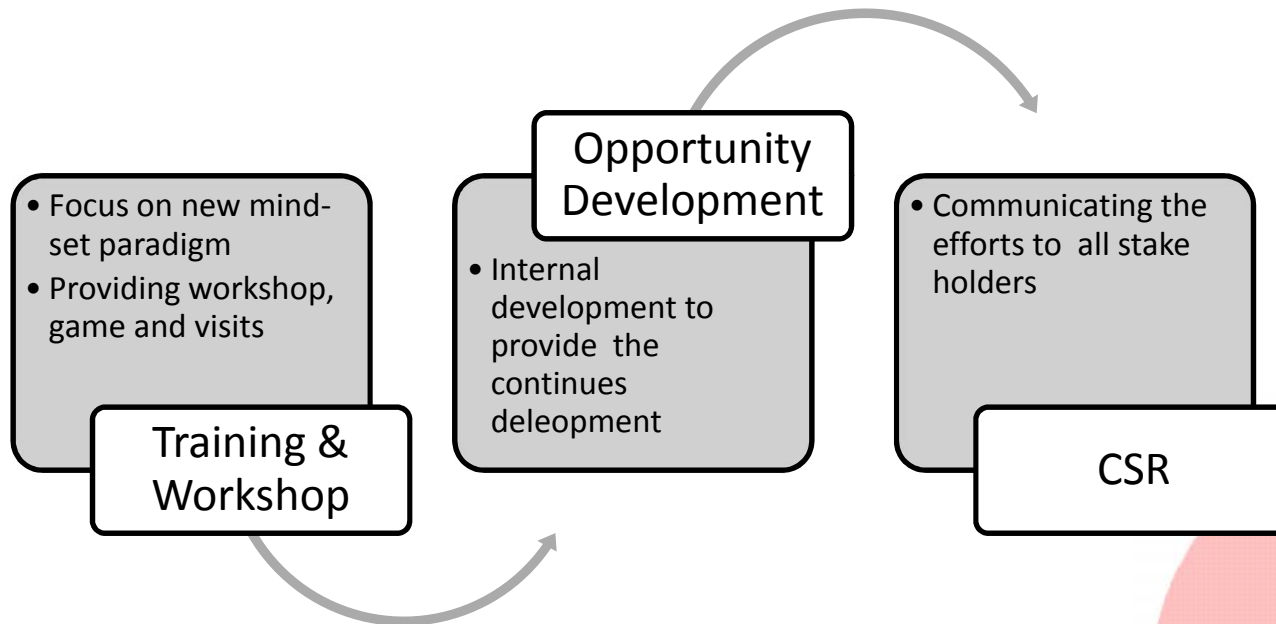 • Focus on new mind-
set paradigm
• Providing workshop,
game and visits
Training &
Workshop
Opportunity
Development
• Internal
development to
provide the
continues
deleopment
• Communicating the
efforts to all stake
holders
CSR